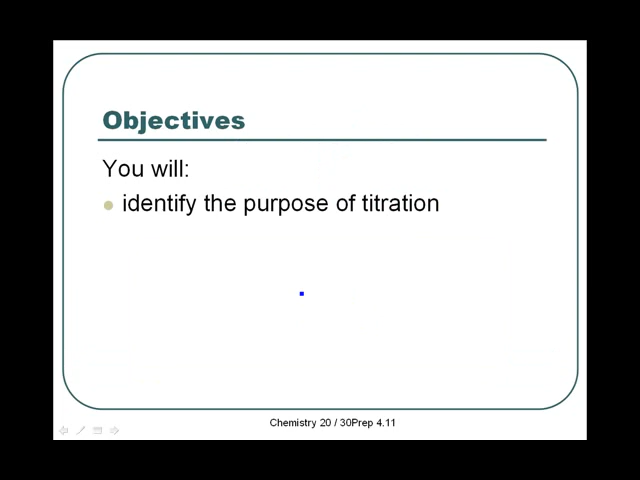 Objectives
You will:
identify the purpose of titration
Chemistry 20 / 30Prep 4.11